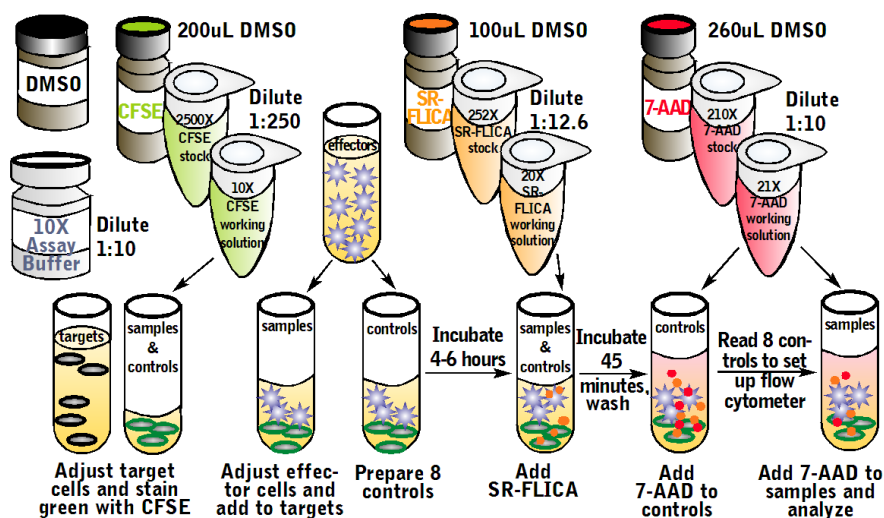 DMSO
200uL DMSO
CFSE
2500X
CFSE
stock
Dilute
1:250
10X
CFSE
working
solution
10X
Assay
Buffer
Dilute
1:10
effectors
100uL DMSO
SR-
FLICA
252X
SR-FLICA
stock
Dilute
1:12.6
20X
SR-
FLICA
working
solution
260uL DMSO
7-AAD
210X
7-AAD
stock
Dilute
1:10
21X
7-AAD
working
solution
targets
samples
&
controls
Adjust target
cells and stain
green with CFSE
samples
Adjust effec-
tor cells and
add to targets
controls
Prepare 8
controls
Incubate
4-6 hours
samples
&
controls
Add
SR-FLICA
Incubate
45
minutes,
wash
controls
Add
7-AAD to
controls
Read 8 con-
trols to set
up flow
cytometer
samples
Add 7-AAD to
samples and
analyze